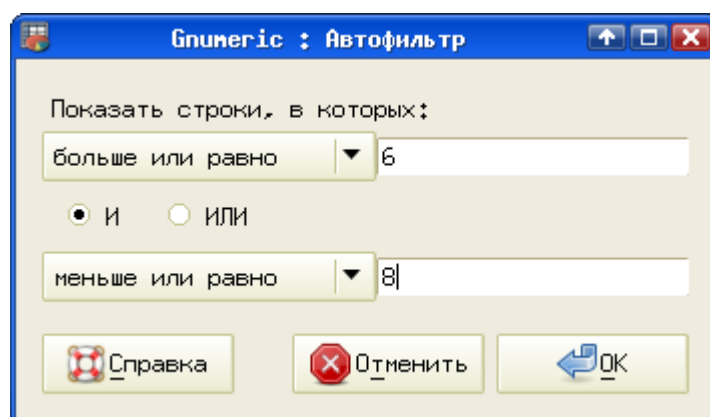 Gnumeric : Автофильтр
Показать строки, в которых:
больше или равно 6
И ИЛИ
меньше или равно 8
Справка Отменить OK